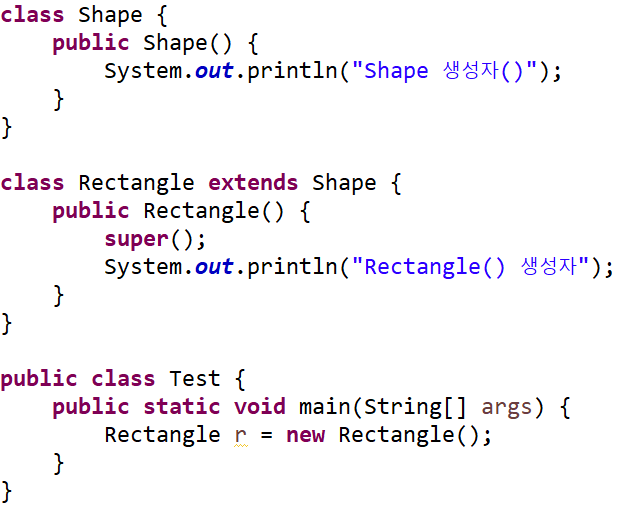 class Shape {
    public Shape() {
        System.out.println("Shape 생성자()");
    }
}

class Rectangle extends Shape {
    public Rectangle() {
        super();
        System.out.println("Rectangle() 생성자");
    }
}

public class Test {
    public static void main(String[] args) {
        Rectangle r = new Rectangle();
    }
}